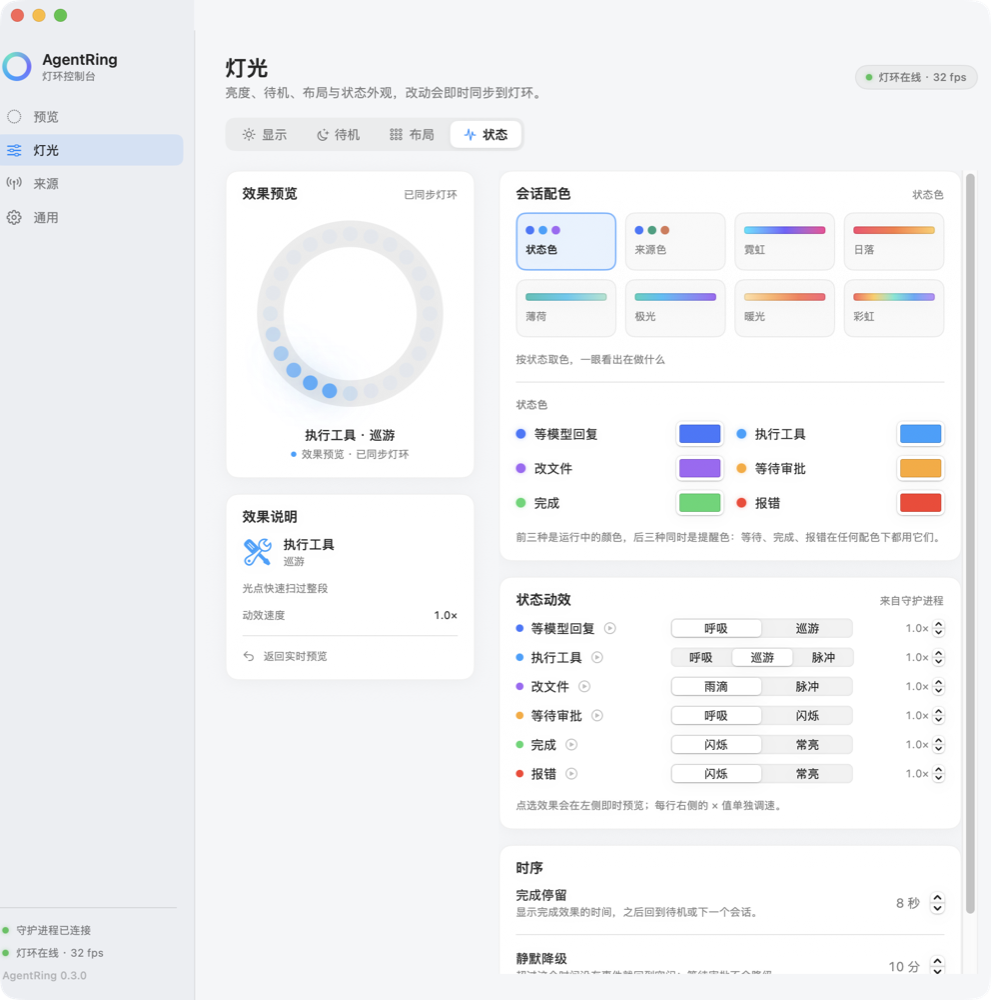 AgentRing
灯环控制台
预览
灯光
来源
通用
守护进程已连接
灯环在线 · 32 fps
AgentRing 0.3.0
灯光
亮度、待机、布局与状态外观，改动会即时同步到灯环。
灯环在线 · 32 fps
显示 待机 布局 状态
效果预览 已同步灯环
执行工具 · 巡游
效果预览 · 已同步灯环
效果说明
执行工具
巡游
光点快速扫过整段
动效速度 1.0×
返回实时预览
会话配色 状态色
状态色 来源色 霓虹 日落
薄荷 极光 暖光 彩虹
按状态取色，一眼看出在做什么
状态色
等模型回复 执行工具
改文件 等待审批
完成 报错
前三种是运行中的颜色，后三种同时是提醒色：等待、完成、报错在任何配色下都用它们。
状态动效 来自守护进程
等模型回复 呼吸 巡游 1.0×
执行工具 呼吸 巡游 脉冲 1.0×
改文件 雨滴 脉冲 1.0×
等待审批 呼吸 闪烁 1.0×
完成 闪烁 常亮 1.0×
报错 闪烁 常亮 1.0×
点选效果会在左侧即时预览；每行右侧的 × 值单独调速。
时序
完成停留 8 秒
显示完成效果的时间，之后回到待机或下一个会话。
静默降级 10 分